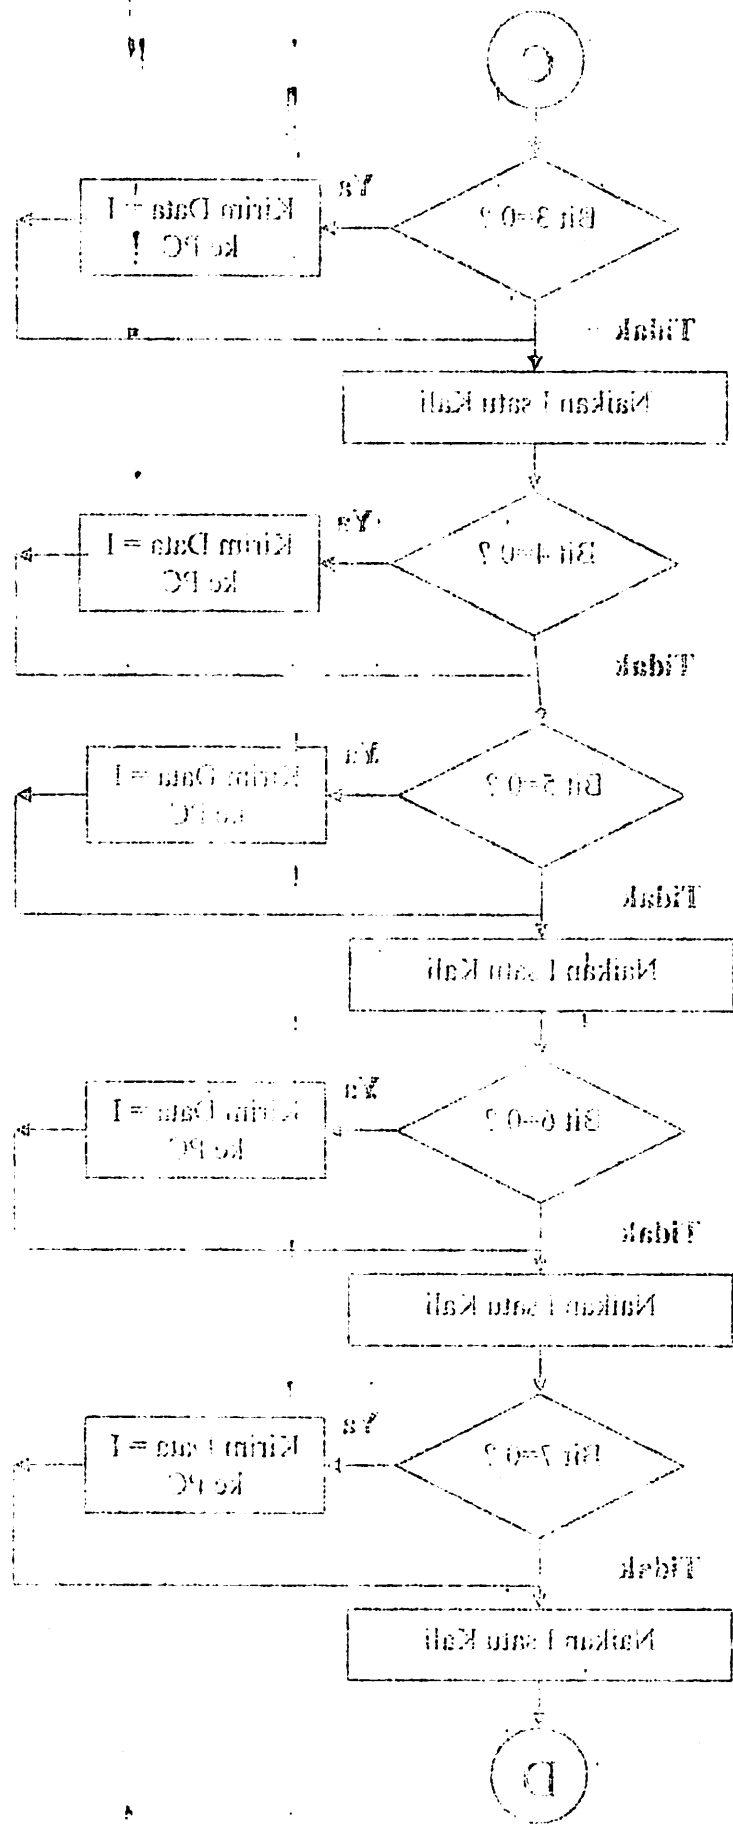 C
Bit 3=0 ?
Ya
Kirim Data = I
ke PC
Tidak
Naikan I satu Kali
Bit 4=0 ?
Ya
Kirim Data = I
ke PC
Tidak
Bit 5=0 ?
Ya
Kirim Data = I
ke PC
Tidak
Naikan I satu Kali
Bit 6=0 ?
Ya
Kirim Data = I
ke PC
Tidak
Naikan I satu Kali
Bit 7=0 ?
Ya
Kirim Data = I
ke PC
Tidak
Naikan I satu Kali
D